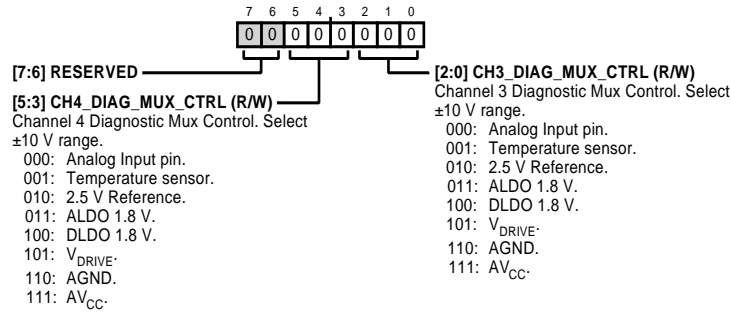 7 6 5 4 3 2 1 0
0 0 0 0 0 0 0 0
[7:6] RESERVED
[5:3] CH4_DIAG_MUX_CTRL (R/W)
Channel 4 Diagnostic Mux Control. Select
±10 V range.
000: Analog Input pin.
001: Temperature sensor.
010: 2.5 V Reference.
011: ALDO 1.8 V.
100: DLDO 1.8 V.
101: VDRIVE.
110: AGND.
111: AVCC.
[2:0] CH3_DIAG_MUX_CTRL (R/W)
Channel 3 Diagnostic Mux Control. Select
±10 V range.
000: Analog Input pin.
001: Temperature sensor.
010: 2.5 V Reference.
011: ALDO 1.8 V.
100: DLDO 1.8 V.
101: VDRIVE.
110: AGND.
111: AVCC.